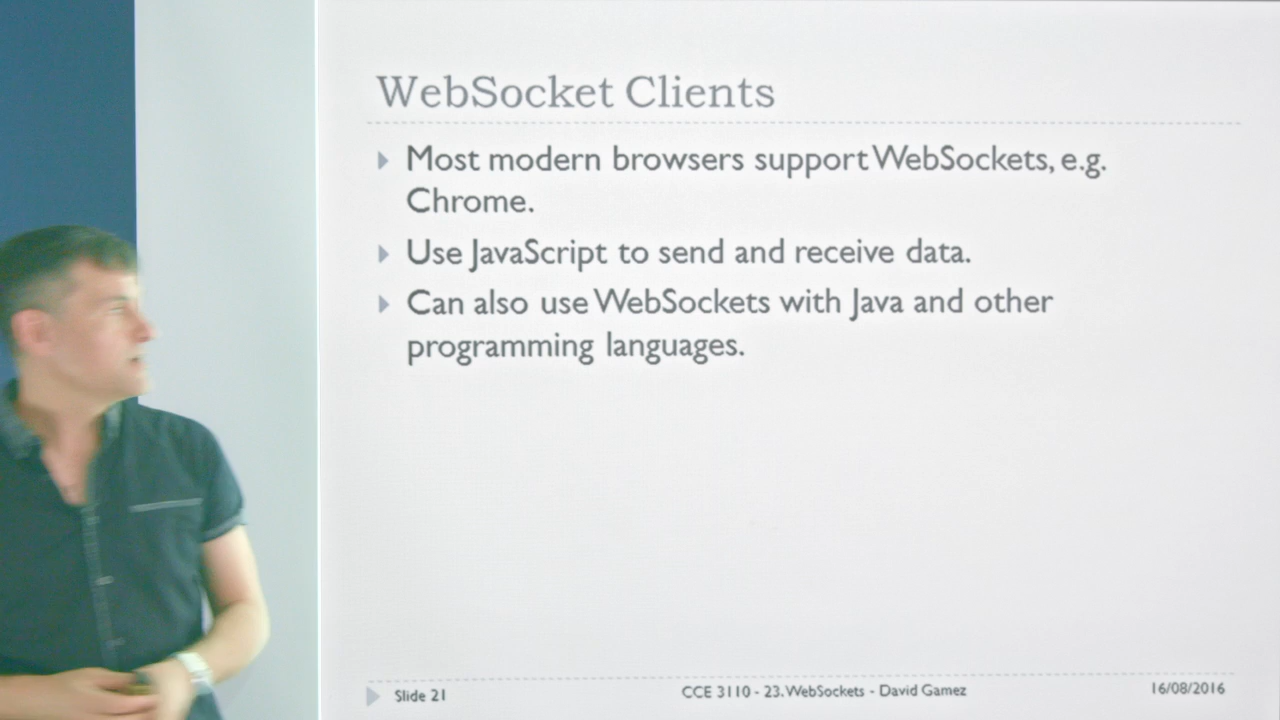 WebSocket Clients
Most modern browsers support WebSockets, e.g.
Chrome.
Use JavaScript to send and receive data.
Can also use WebSockets with Java and other
programming languages.
Slide 21
CCE 3110 - 23. WebSockets - David Gamez
16/08/2016